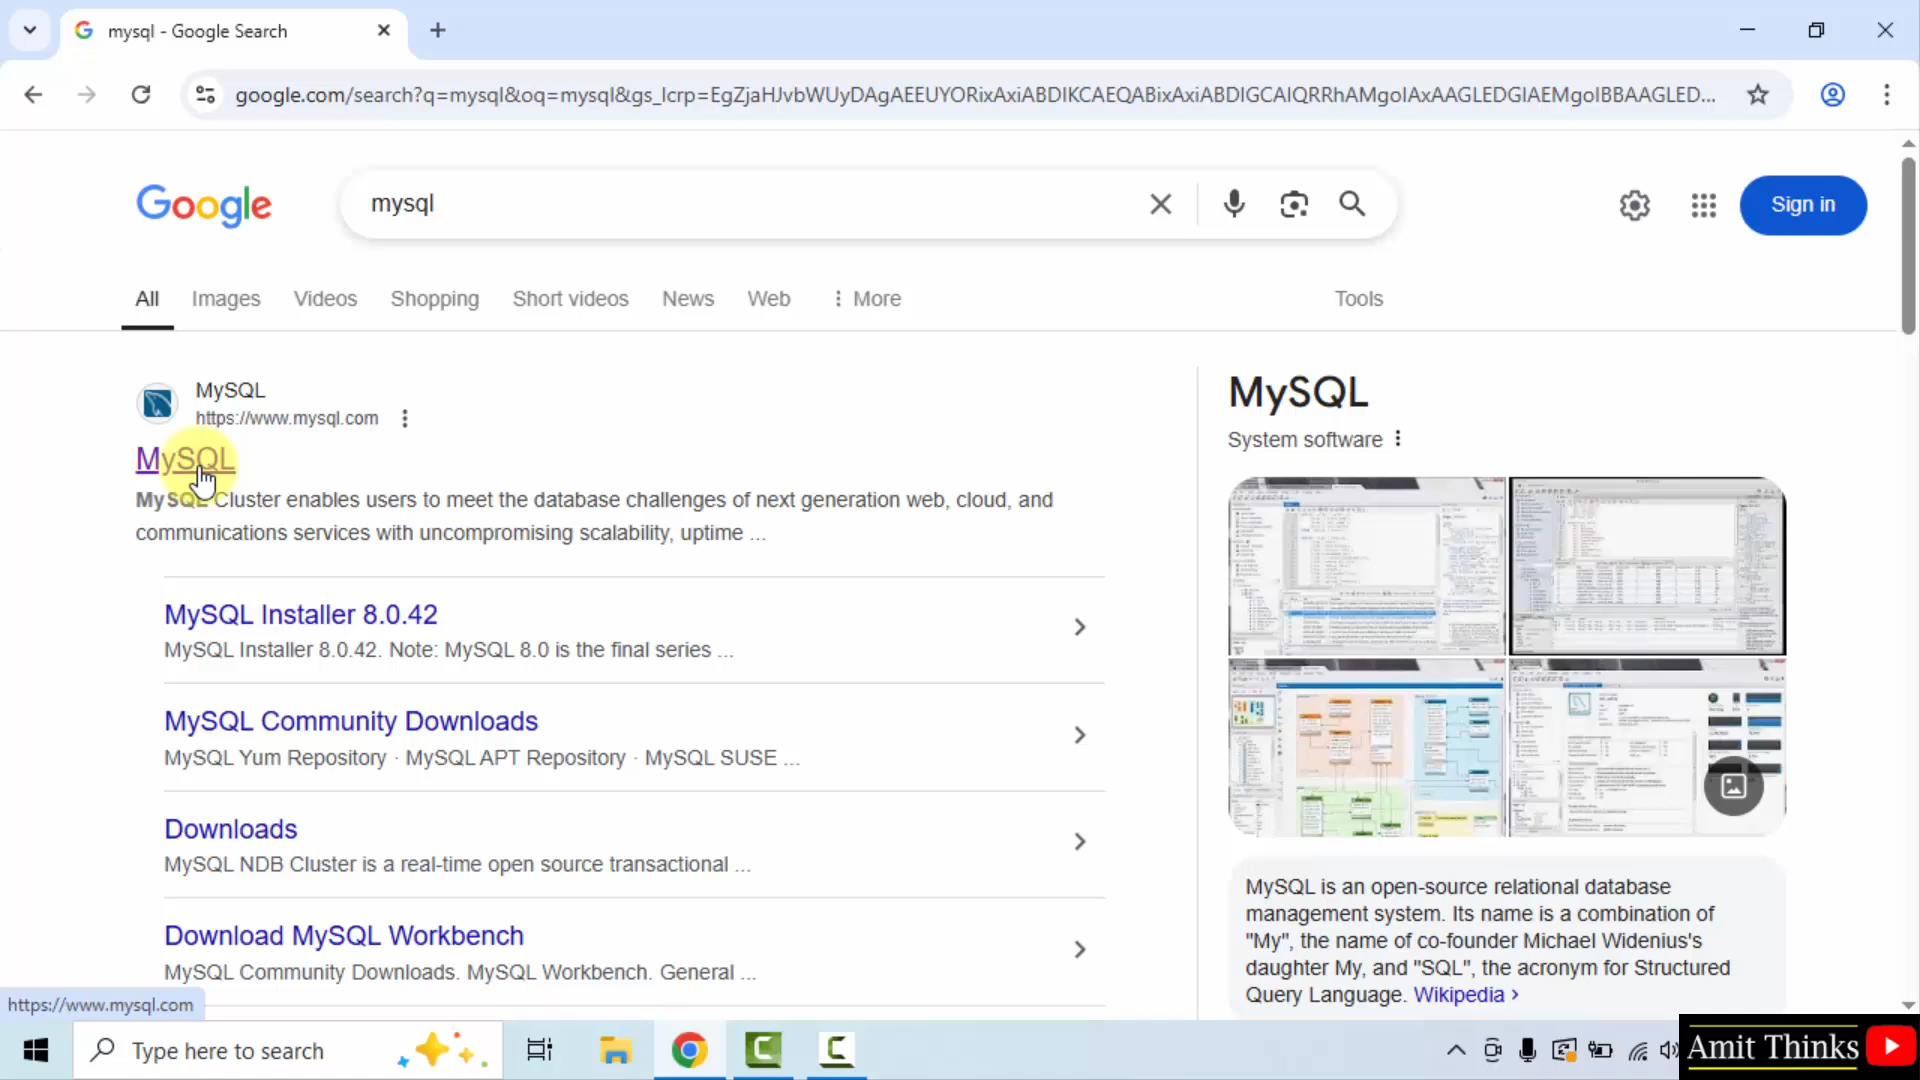 mysql - Google Search
google.com/search?q=mysql&oq=mysql&gs_lcrp=EgZjaHJvbWUyDAgAEEUYORixAxiABDIKCAEQABixAxiABDIGCAIQRRhAMgoIAxAAGLEDGIAEMgoIBBAAGLED...
Google
mysql
Sign in
All Images Videos Shopping Short videos News Web More Tools
MySQL
https://www.mysql.com
MySQL
MySQL Cluster enables users to meet the database challenges of next generation web, cloud, and
communications services with uncompromising scalability, uptime ...
MySQL Installer 8.0.42
MySQL Installer 8.0.42. Note: MySQL 8.0 is the final series ...
MySQL Community Downloads
MySQL Yum Repository · MySQL APT Repository · MySQL SUSE ...
Downloads
MySQL NDB Cluster is a real-time open source transactional ...
Download MySQL Workbench
MySQL Community Downloads. MySQL Workbench. General ...
MySQL
System software
MySQL is an open-source relational database
management system. Its name is a combination of
"My", the name of co-founder Michael Widenius's
daughter My, and "SQL", the acronym for Structured
Query Language. Wikipedia ›
https://www.mysql.com
Type here to search
Amit Thinks